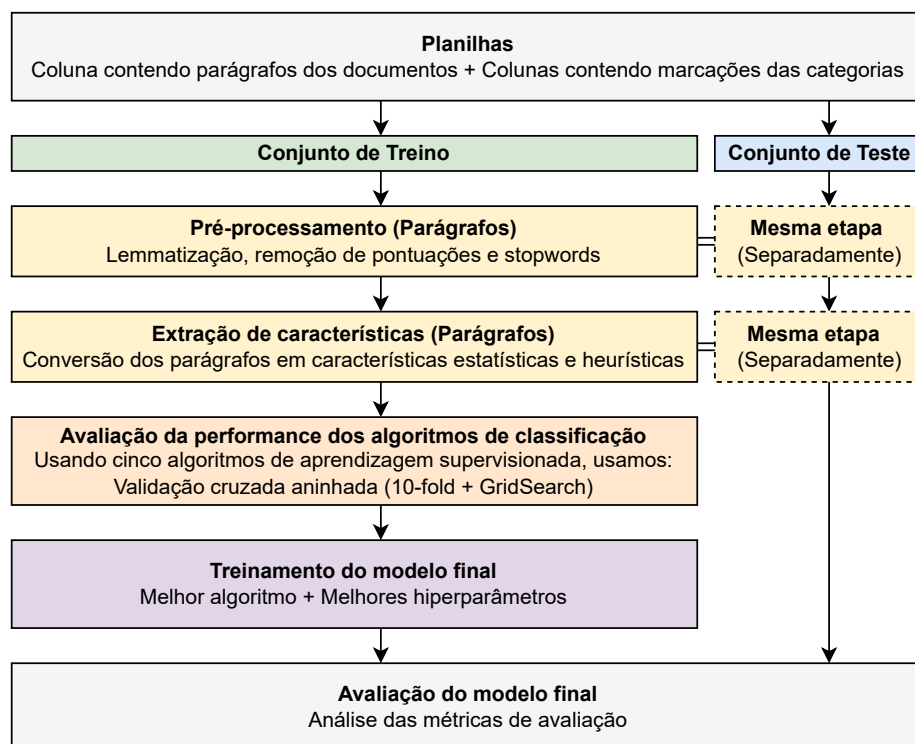 Planilhas
Coluna contendo parágrafos dos documentos + Colunas contendo marcações das categorias
Conjunto de Treino
Conjunto de Teste
Pré-processamento (Parágrafos)
Lemmatização, remoção de pontuações e stopwords
Mesma etapa
(Separadamente)
Extração de características (Parágrafos)
Conversão dos parágrafos em características estatísticas e heurísticas
Mesma etapa
(Separadamente)
Avaliação da performance dos algoritmos de classificação
Usando cinco algoritmos de aprendizagem supervisionada, usamos:
Validação cruzada aninhada (10-fold + GridSearch)
Treinamento do modelo final
Melhor algoritmo + Melhores hiperparâmetros
Avaliação do modelo final
Análise das métricas de avaliação